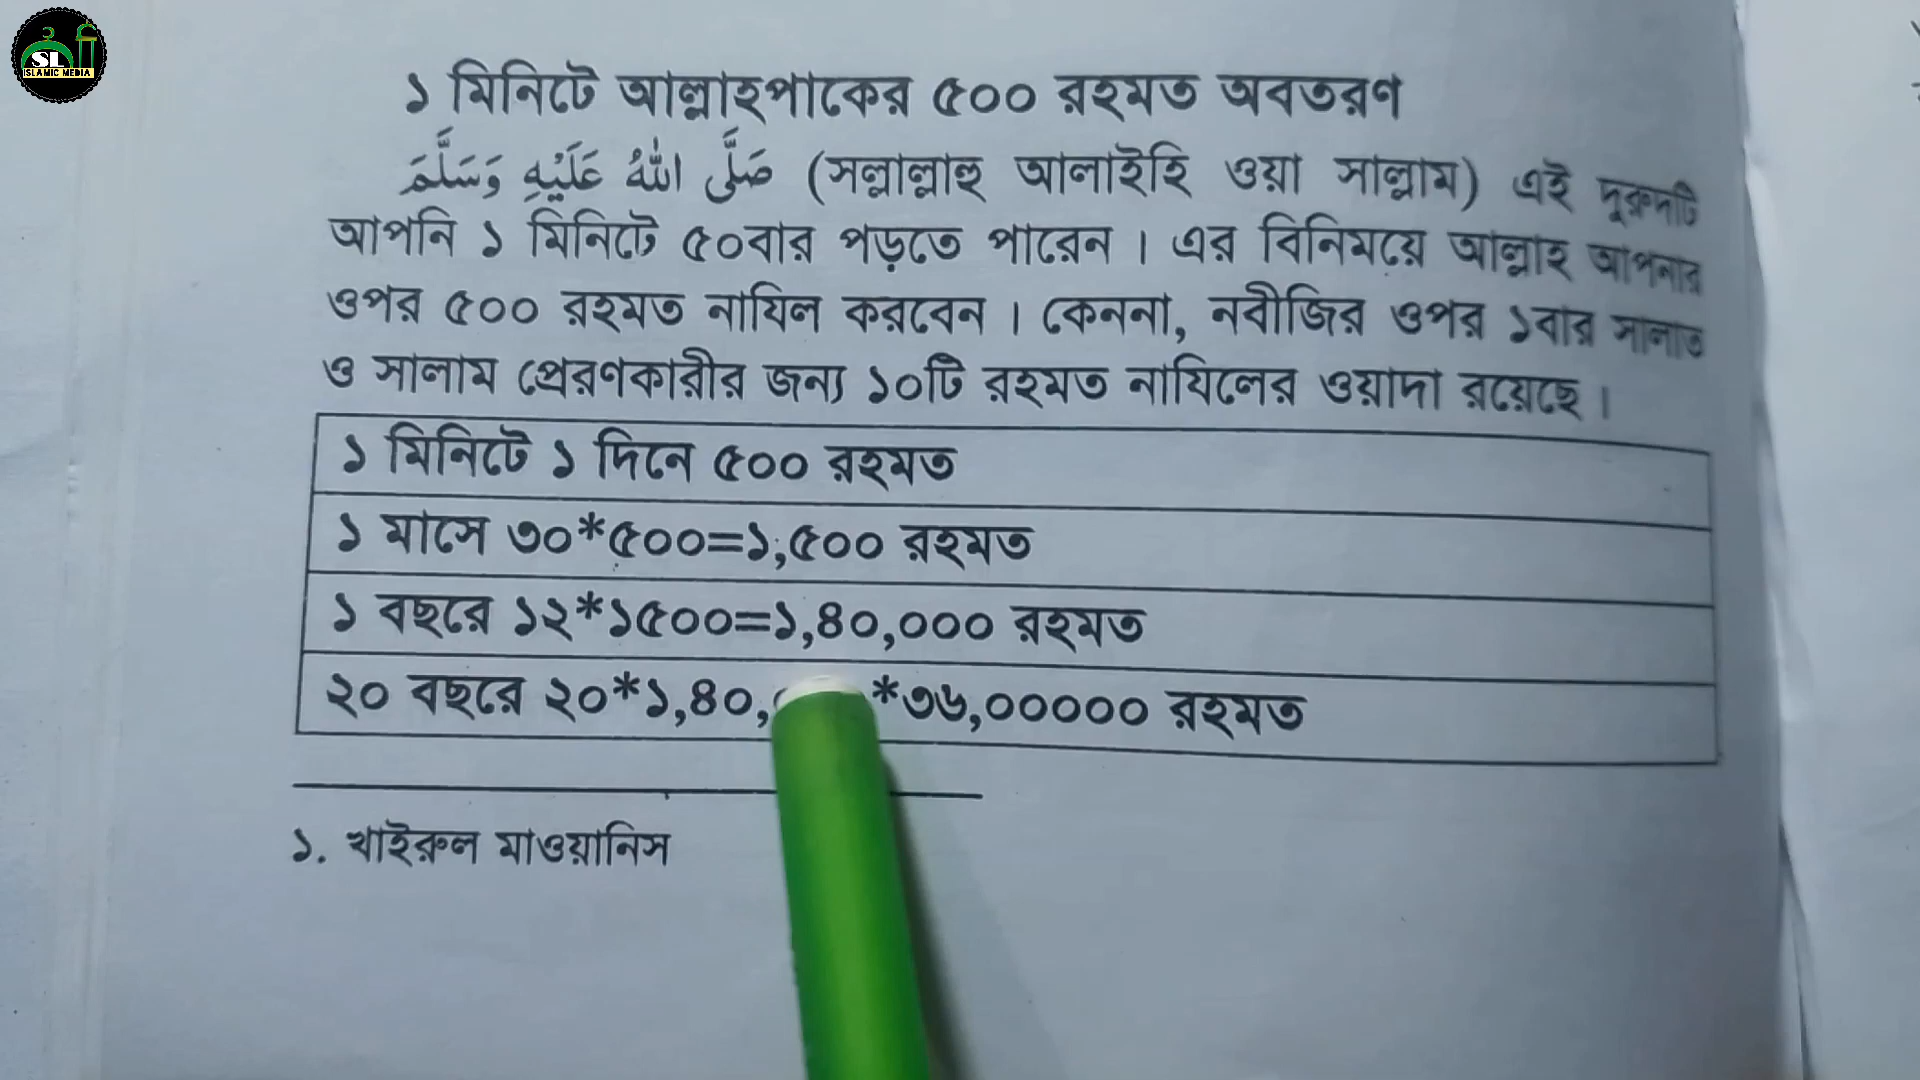 SL
ISLAMIC MEDIA
১ মিনিটে আল্লাহপাকের ৫০০ রহমত অবতরণ
صَلَّى اللّٰهُ عَلَيْهِ وَسَلَّمَ (সল্লাল্লাহু আলাইহি ওয়া সাল্লাম) এই দুরুদটি
আপনি ১ মিনিটে ৫০বার পড়তে পারেন। এর বিনিময়ে আল্লাহ আপনার
ওপর ৫০০ রহমত নাযিল করবেন। কেননা, নবীজির ওপর ১বার সালাত
ও সালাম প্রেরণকারীর জন্য ১০টি রহমত নাযিলের ওয়াদা রয়েছে।
১ মিনিটে ১ দিনে ৫০০ রহমত
১ মাসে ৩০*৫০০=১,৫০০ রহমত
১ বছরে ১২*১৫০০=১,৪০,০০০ রহমত
২০ বছরে ২০*১,৪০, *৩৬,০০০০০ রহমত
১. খাইরুল মাওয়ানিস